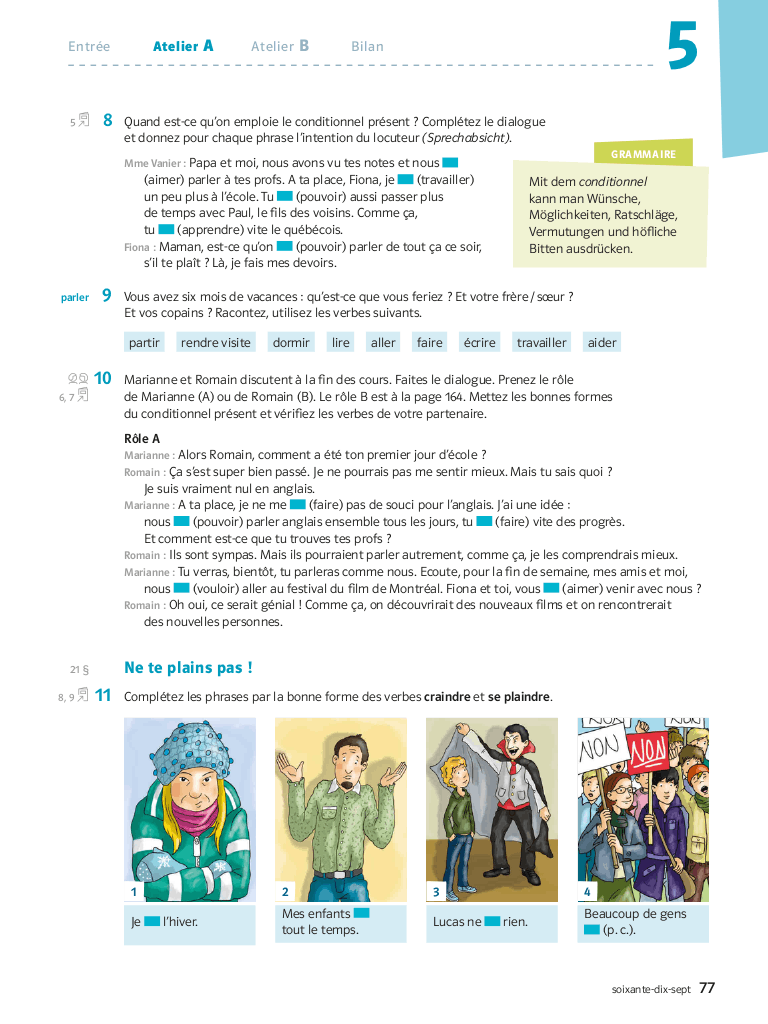 Entrée Atelier A Atelier B Bilan 5
5 8 Quand est-ce qu'on emploie le conditionnel présent ? Complétez le dialogue
et donnez pour chaque phrase l'intention du locuteur (Sprechabsicht).
Mme Vanier : Papa et moi, nous avons vu tes notes et nous
(aimer) parler à tes profs. A ta place, Fiona, je (travailler)
un peu plus à l'école. Tu (pouvoir) aussi passer plus
de temps avec Paul, le fils des voisins. Comme ça,
tu (apprendre) vite le québécois.
Fiona : Maman, est-ce qu'on (pouvoir) parler de tout ça ce soir,
s'il te plaît ? Là, je fais mes devoirs.
GRAMMAIRE
Mit dem conditionnel
kann man Wünsche,
Möglichkeiten, Ratschläge,
Vermutungen und höfliche
Bitten ausdrücken.
parler 9 Vous avez six mois de vacances : qu'est-ce que vous feriez ? Et votre frère / sœur ?
Et vos copains ? Racontez, utilisez les verbes suivants.
partir rendre visite dormir lire aller faire écrire travailler aider
10 Marianne et Romain discutent à la fin des cours. Faites le dialogue. Prenez le rôle
6, 7 de Marianne (A) ou de Romain (B). Le rôle B est à la page 164. Mettez les bonnes formes
du conditionnel présent et vérifiez les verbes de votre partenaire.
Rôle A
Marianne : Alors Romain, comment a été ton premier jour d'école ?
Romain : Ça s'est super bien passé. Je ne pourrais pas me sentir mieux. Mais tu sais quoi ?
Je suis vraiment nul en anglais.
Marianne : A ta place, je ne me (faire) pas de souci pour l'anglais. J'ai une idée :
nous (pouvoir) parler anglais ensemble tous les jours, tu (faire) vite des progrès.
Et comment est-ce que tu trouves tes profs ?
Romain : Ils sont sympas. Mais ils pourraient parler autrement, comme ça, je les comprendrais mieux.
Marianne : Tu verras, bientôt, tu parleras comme nous. Ecoute, pour la fin de semaine, mes amis et moi,
nous (vouloir) aller au festival du film de Montréal. Fiona et toi, vous (aimer) venir avec nous ?
Romain : Oh oui, ce serait génial ! Comme ça, on découvrirait des nouveaux films et on rencontrerait
des nouvelles personnes.
21 § Ne te plains pas !
8, 9 11 Complétez les phrases par la bonne forme des verbes craindre et se plaindre.
NON NON
NON NON
1 2 3 4
Je l'hiver.
Mes enfants
tout le temps.
Lucas ne rien.
Beaucoup de gens
(p. c.).
soixante-dix-sept 77